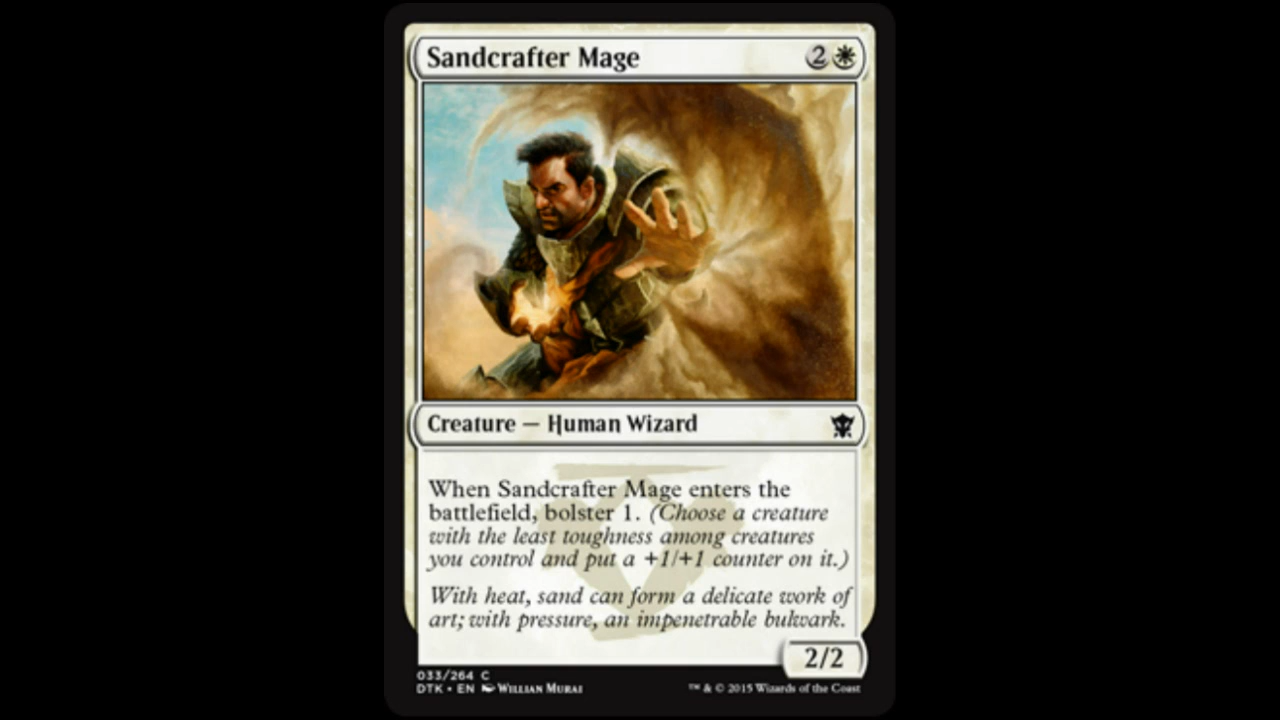 Sandcrafter Mage 2
Creature — Human Wizard
When Sandcrafter Mage enters the
battlefield, bolster 1. (Choose a creature
with the least toughness among creatures
you control and put a +1/+1 counter on it.)
With heat, sand can form a delicate work of
art; with pressure, an impenetrable bulwark.
2/2
033/264 C
DTK • EN Willian Murai
™ & © 2015 Wizards of the Coast